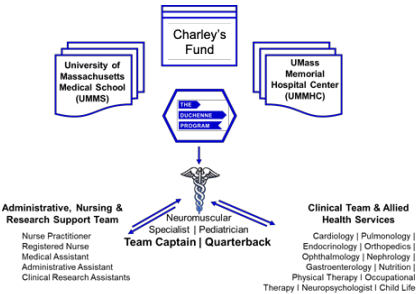 Charley's
Fund
University of
Massachusetts
Medical School
(UMMS)
UMass
Memorial
Hospital Center
(UMMHC)
THE
DUCHENNE
PROGRAM
Administrative, Nursing &
Research Support Team
Nurse Practitioner
Registered Nurse
Medical Assistant
Administrative Assistant
Clinical Research Assistants
Neuromuscular
Specialist | Pediatrician
Team Captain | Quarterback
Clinical Team & Allied
Health Services
Cardiology | Pulmonology |
Endocrinology | Orthopedics |
Ophthalmology | Nephrology |
Gastroenterology | Nutrition |
Physical Therapy I Occupational
Therapy I Neuropsychologist | Child Life